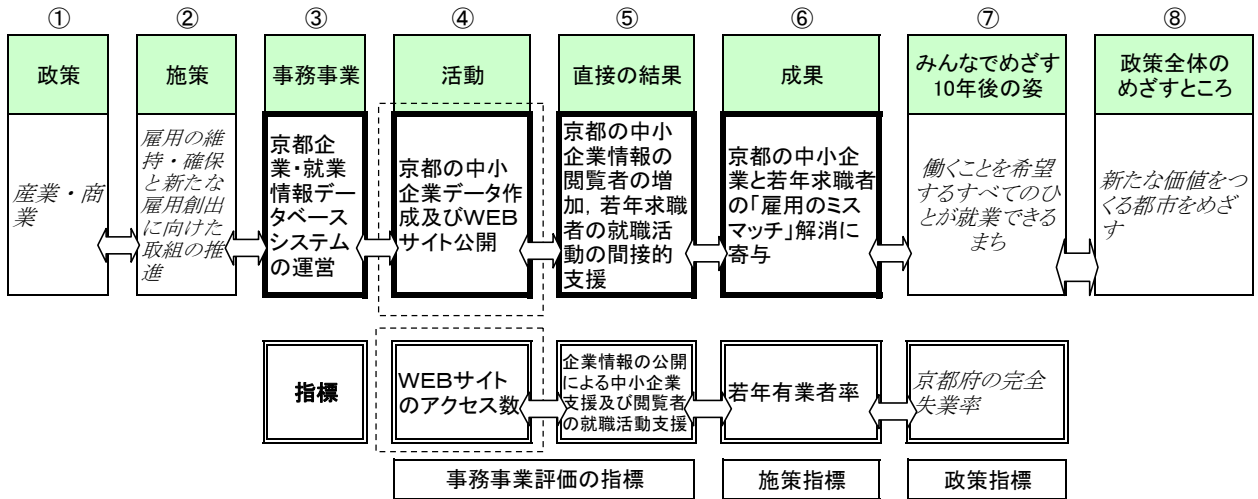 ① ② ③ ④ ⑤ ⑥ ⑦ ⑧
政策
施策
事務事業
活動
直接の結果
成果
みんなでめざす
10年後の姿
政策全体の
めざすところ
産業・商
業
雇用の維
持・確保
と新たな
雇用創出
に向けた
取組の推
進
京都企
業・就業
情報デー
タベース
システム
の運営
京都の中小
企業データ作
成及びWEB
サイト公開
京都の中小
企業情報の
閲覧者の増
加，若年求職
者の就職活
動の間接的
支援
京都の中小企
業と若年求職者
の「雇用のミス
マッチ」解消に
寄与
働くことを希望
するすべてのひ
とが就業できる
まち
新たな価値をつ
くる都市をめざ
す
指標
WEBサイト
のアクセス数
企業情報の公開
による中小企業
支援及び閲覧者
の就職活動支援
若年有業者率
京都府の完全
失業率
事務事業評価の指標
施策指標
政策指標